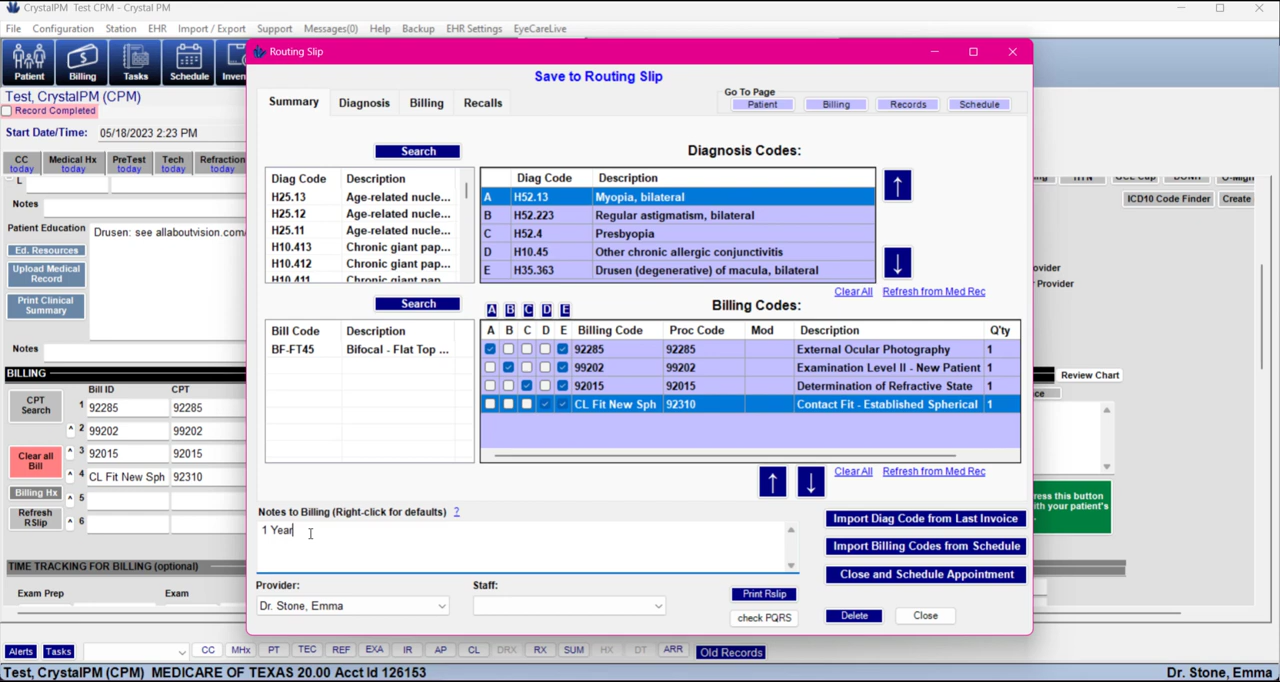 CrystalPM Test CPM - Crystal PM
File Configuration Station EHR Import / Export Support Messages(0) Help Backup EHR Settings EyeCareLive
Patient Billing Tasks Schedule
Test, CrystalPM (CPM)
Record Completed
Start Date/Time: 05/18/2023 2:23 PM
CC today Medical Hx today PreTest today Tech today Refraction today
L
Notes
Patient Education Drusen: see allaboutvision.com/
Ed. Resources
Upload Medical Record
Print Clinical Summary
Notes
BILLING
Bill ID CPT
CPT Search
1 92285 92285
^ 2 99202 99202
Clear all Bill
^ 3 92015 92015
^ 4 CL Fit New Sph 92310
Billing Hx ^ 5
Refresh RSlip ^ 6
TIME TRACKING FOR BILLING (optional)
Exam Prep Exam
Routing Slip
Save to Routing Slip
Summary Diagnosis Billing Recalls
Go To Page
Patient Billing Records Schedule
Search
Diagnosis Codes:
Diag Code Description
H25.13 Age-related nucle...
H25.12 Age-related nucle...
H25.11 Age-related nucle...
H10.413 Chronic giant pap...
H10.412 Chronic giant pap...
H10.411 Chronic giant pap...
Diag Code Description
A H52.13 Myopia, bilateral
B H52.223 Regular astigmatism, bilateral
C H52.4 Presbyopia
D H10.45 Other chronic allergic conjunctivitis
E H35.363 Drusen (degenerative) of macula, bilateral
Clear All Refresh from Med Rec
Search
Billing Codes:
Bill Code Description
BF-FT45 Bifocal - Flat Top ...
A B C D E
A B C D E Billing Code Proc Code Mod Description Q'ty
92285 92285 External Ocular Photography 1
99202 99202 Examination Level II - New Patient 1
92015 92015 Determination of Refractive State 1
CL Fit New Sph 92310 Contact Fit - Established Spherical 1
Clear All Refresh from Med Rec
Notes to Billing (Right-click for defaults) ?
1 Year
Import Diag Code from Last Invoice
Import Billing Codes from Schedule
Close and Schedule Appointment
Provider: Staff:
Dr. Stone, Emma
Print Rslip
check PQRS
Delete Close
ICD10 Code Finder Create
Review Chart
Alerts Tasks CC MHx PT TEC REF EXA IR AP CL DRX RX SUM HX DT ARR Old Records
Test, CrystalPM (CPM) MEDICARE OF TEXAS 20.00 Acct Id 126153 Dr. Stone, Emma